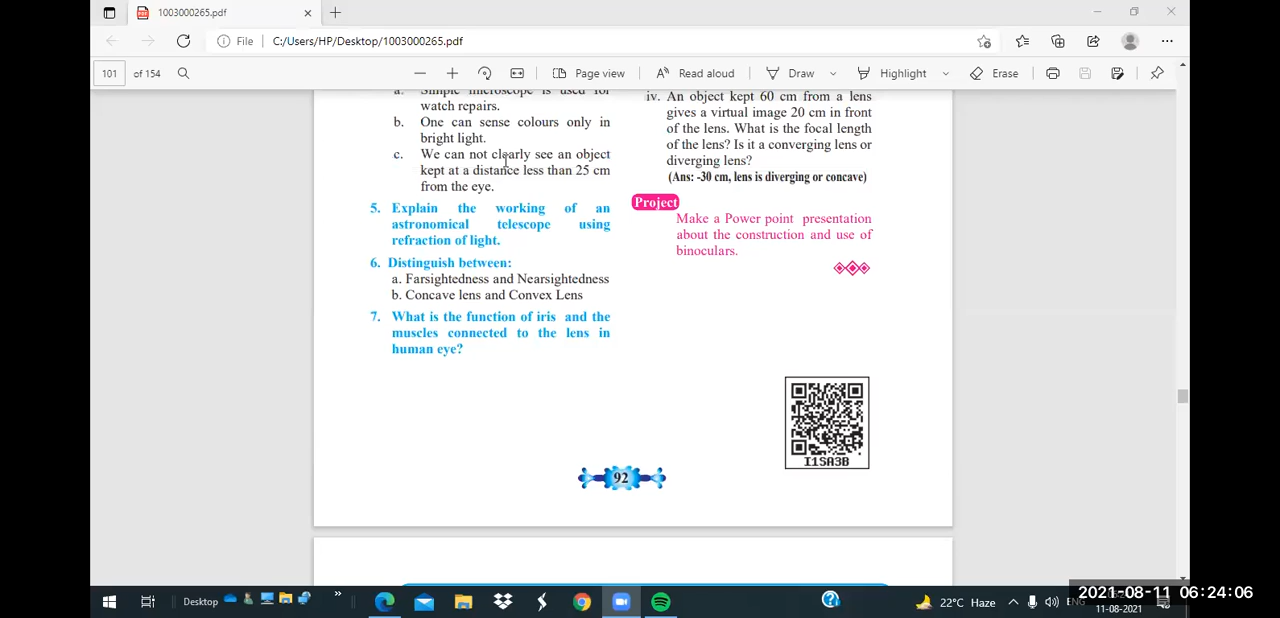 1003000265.pdf
File C:/Users/HP/Desktop/1003000265.pdf
101 of 154 Page view Read aloud Draw Highlight Erase
a. Simple microscope is used for
watch repairs.
b. One can sense colours only in
bright light.
c. We can not clearly see an object
kept at a distance less than 25 cm
from the eye.
5. Explain the working of an
astronomical telescope using
refraction of light.
6. Distinguish between:
a. Farsightedness and Nearsightedness
b. Concave lens and Convex Lens
7. What is the function of iris and the
muscles connected to the lens in
human eye?
iv. An object kept 60 cm from a lens
gives a virtual image 20 cm in front
of the lens. What is the focal length
of the lens? Is it a converging lens or
diverging lens?
(Ans: -30 cm, lens is diverging or concave)
Project
Make a Power point presentation
about the construction and use of
binoculars.
I1SA3B
92
Desktop 22°C Haze ENG
2021-08-11 06:24:06
11-08-2021